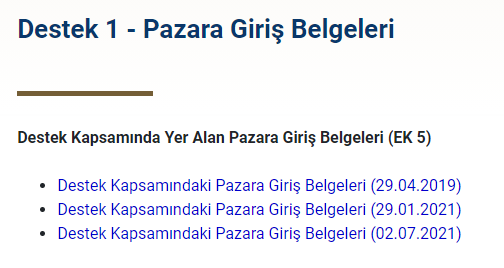 Destek 1 - Pazara Giriş Belgeleri
Destek Kapsamında Yer Alan Pazara Giriş Belgeleri (EK 5)
• Destek Kapsamındaki Pazara Giriş Belgeleri (29.04.2019)
• Destek Kapsamındaki Pazara Giriş Belgeleri (29.01.2021)
• Destek Kapsamındaki Pazara Giriş Belgeleri (02.07.2021)